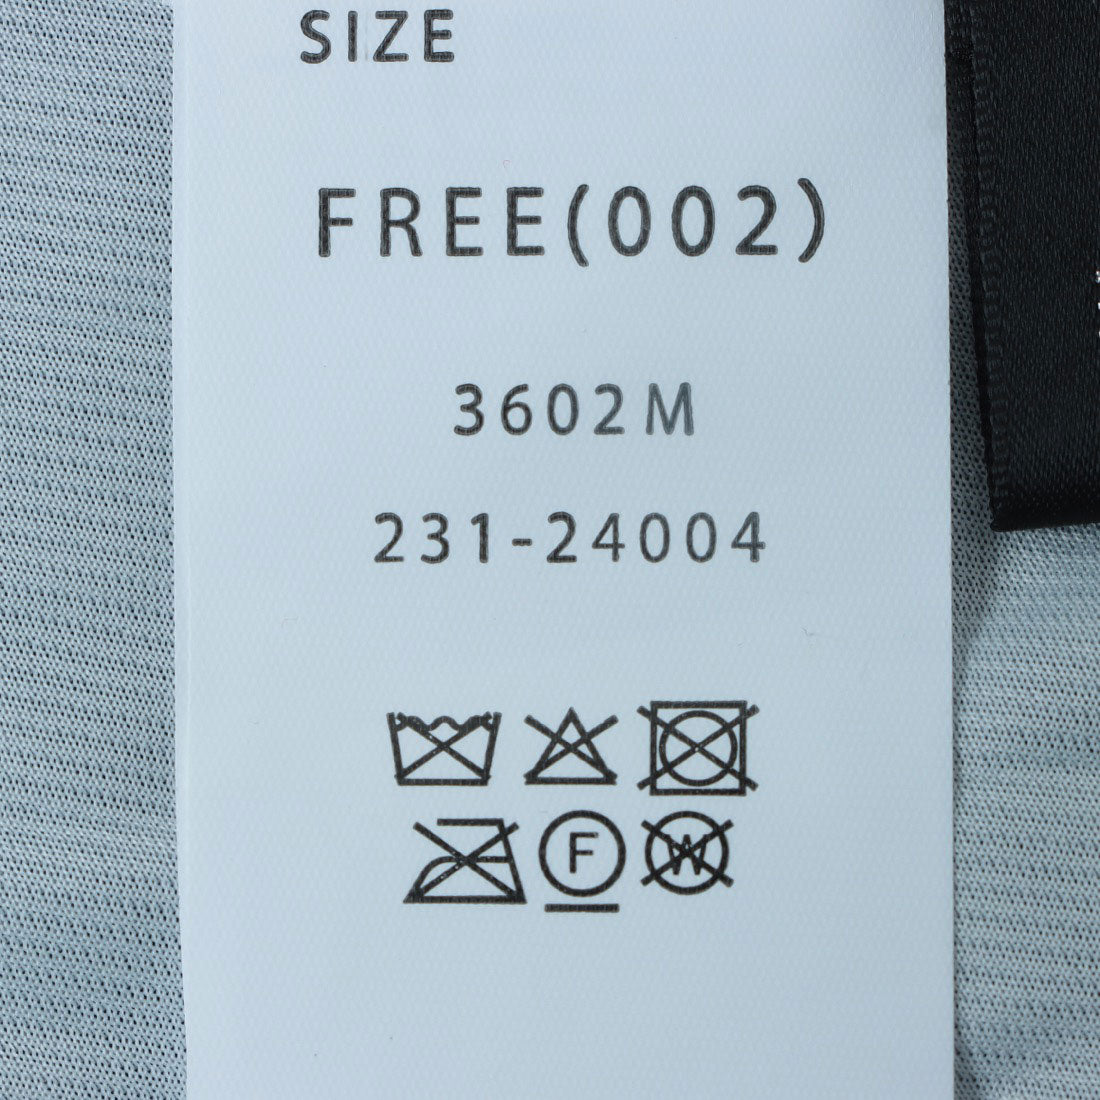 SIZE
FREE(002)
3602M
231-24004
F W